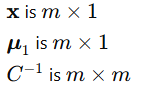 𝐱 is 𝑚 × 1
𝝁₁ is 𝑚 × 1
𝐶⁻¹ is 𝑚 × 𝑚